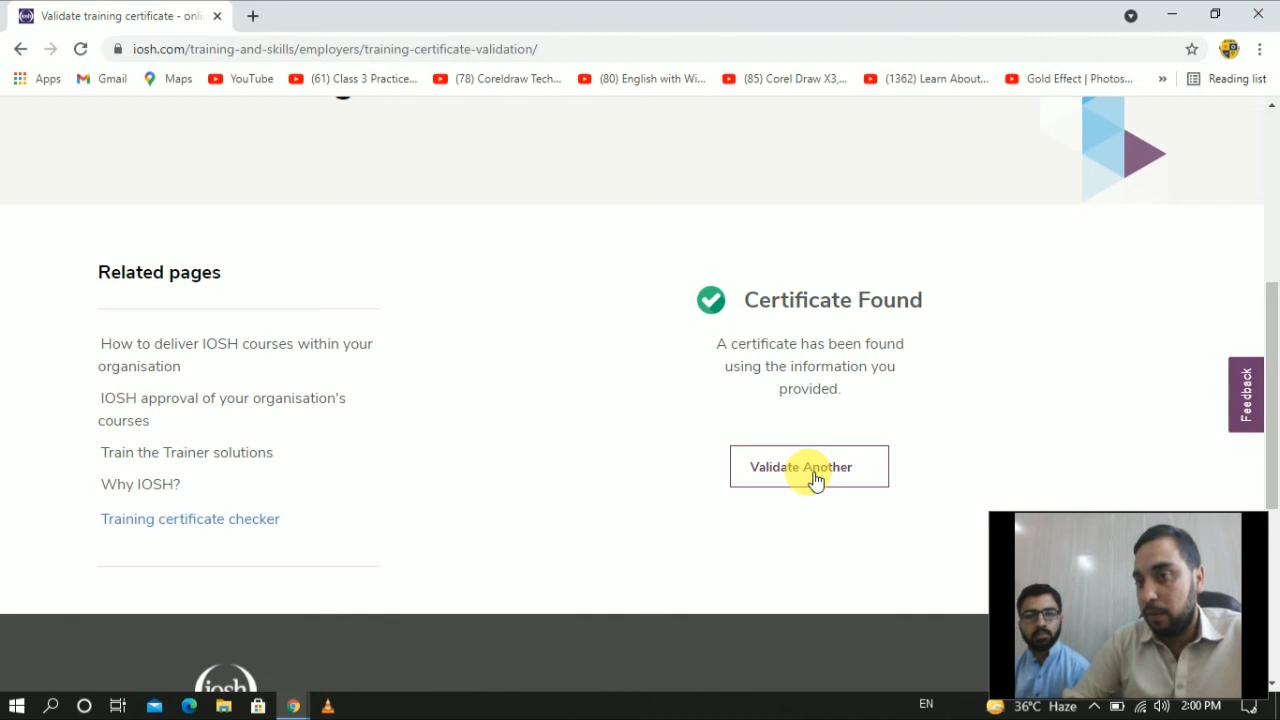 Validate training certificate - onli
iosh.com/training-and-skills/employers/training-certificate-validation/
Apps
Gmail
Maps
YouTube
(61) Class 3 Practice...
(78) Coreldraw Tech...
(80) English with Wi...
(85) Corel Draw X3,...
(1362) Learn About...
Gold Effect | Photos...
»
Reading list
Related pages
How to deliver IOSH courses within your
organisation
IOSH approval of your organisation's
courses
Train the Trainer solutions
Why IOSH?
Training certificate checker
Certificate Found
A certificate has been found
using the information you
provided.
Validate Another
Feedback
iosh
EN
36°C Haze
2:00 PM